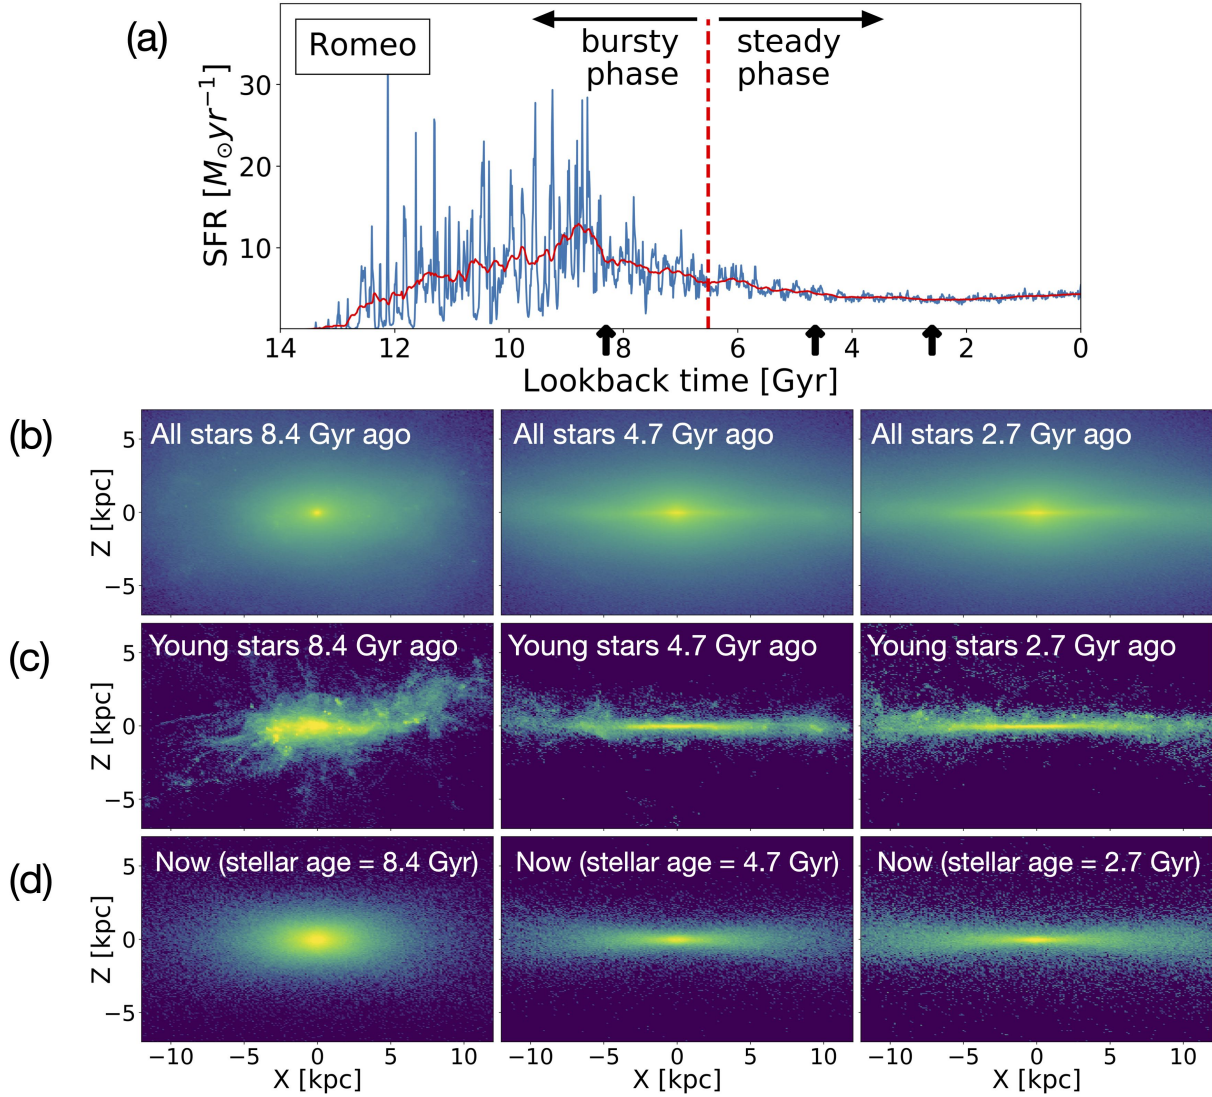 (a)
Romeo
bursty phase
steady phase
SFR [M⊙yr−1]
30
20
10
14 12 10 8 6 4 2 0
Lookback time [Gyr]
(b)
All stars 8.4 Gyr ago
All stars 4.7 Gyr ago
All stars 2.7 Gyr ago
Z [kpc]
5
0
−5
(c)
Young stars 8.4 Gyr ago
Young stars 4.7 Gyr ago
Young stars 2.7 Gyr ago
Z [kpc]
5
0
−5
(d)
Now (stellar age = 8.4 Gyr)
Now (stellar age = 4.7 Gyr)
Now (stellar age = 2.7 Gyr)
Z [kpc]
5
0
−5
−10 −5 0 5 10
−10 −5 0 5 10
−10 −5 0 5 10
X [kpc]
X [kpc]
X [kpc]